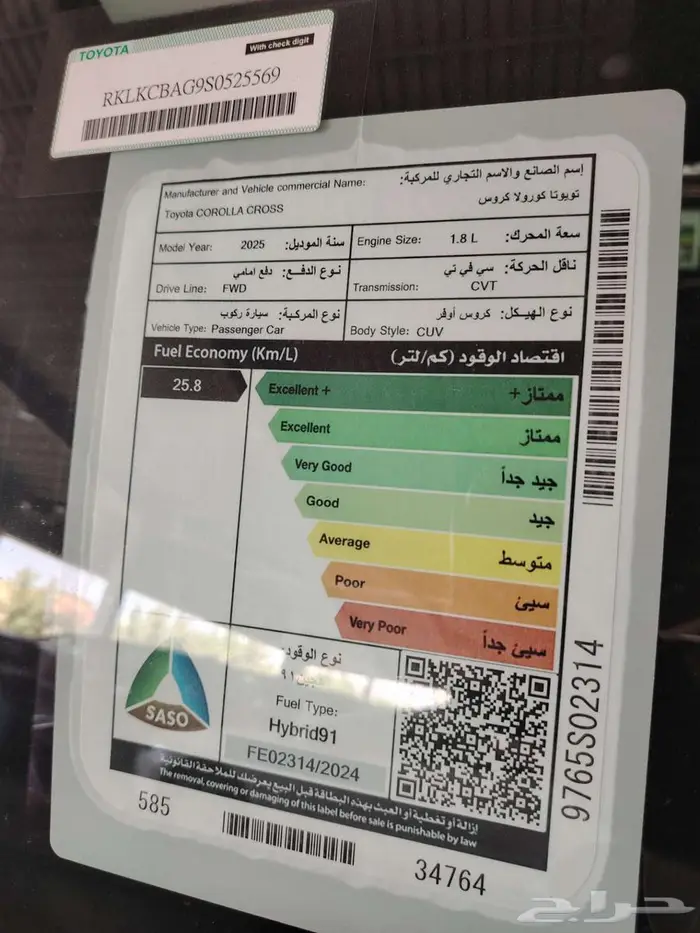 TOYOTA
With check digit
RKLKCBAG9S0525569
إسم الصانع والاسم التجاري للمركبة:
Manufacturer and Vehicle commercial Name:
تويوتا كورولا كروس
Toyota COROLLA CROSS
Model Year: 2025 سنة الموديل:
Engine Size: 1.8 L سعة المحرك:
نوع الدفع: دفع امامي
Drive Line: FWD
ناقل الحركة: سي في تي
Transmission: CVT
نوع المركبة: سيارة ركوب
Vehicle Type: Passenger Car
نوع الهيكل: كروس أوفر
Body Style: CUV
Fuel Economy (Km/L) اقتصاد الوقود (كم/لتر)
25.8
Excellent + ممتاز+
Excellent ممتاز
Very Good جيد جداً
Good جيد
Average متوسط
Poor سيئ
Very Poor سيئ جداً
SASO
نوع الوقود:
٩١
Fuel Type:
Hybrid91
FE02314/2024
إزالة أو تغطية أو العبث بهذه البطاقة قبل البيع يعرضك للملاحقة القانونية
The removal, covering or damaging of this label before sale is punishable by law
585
34764
9765S02314
حراج